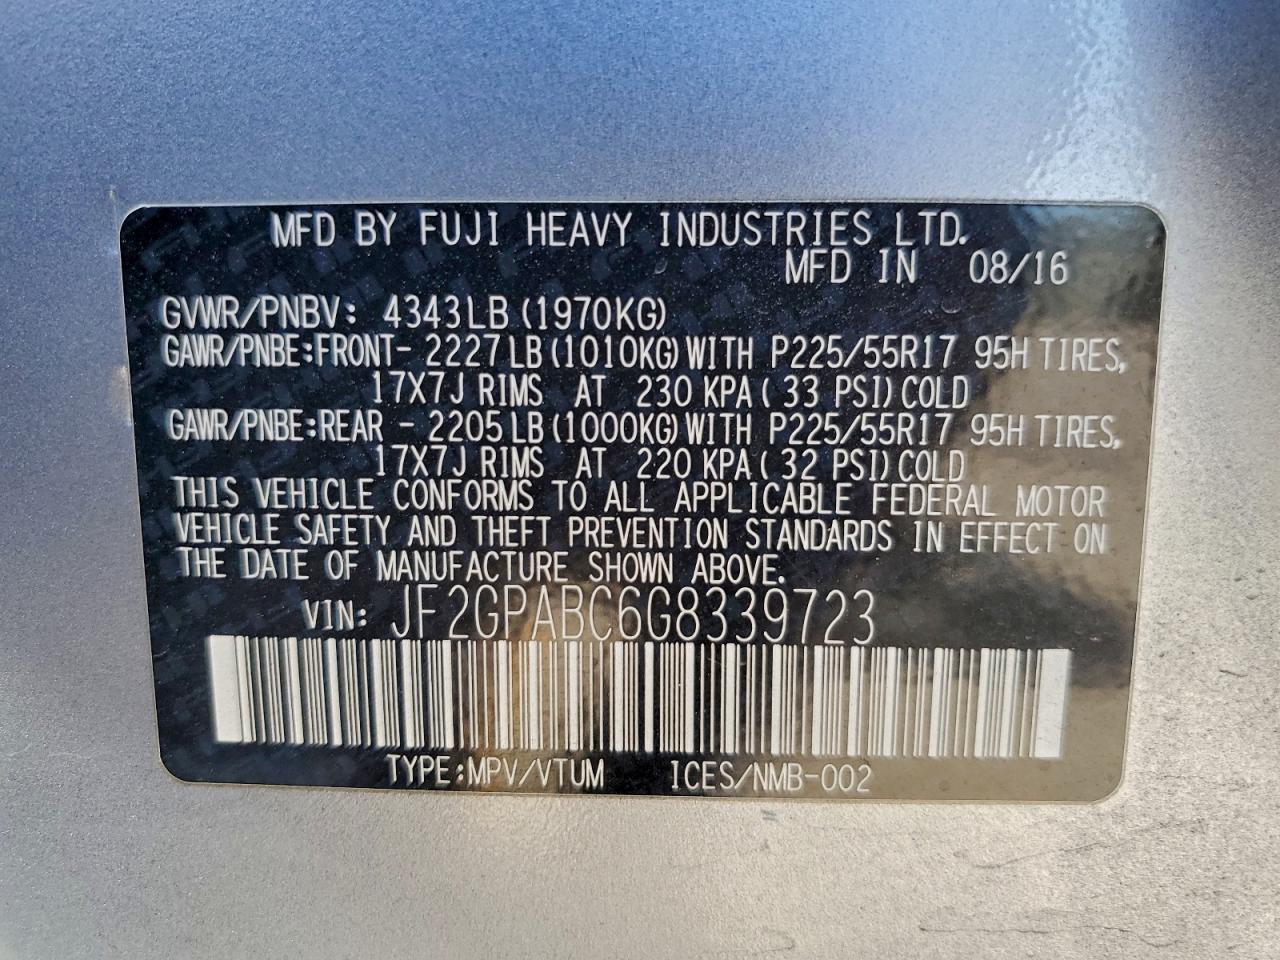 MFD BY FUJI HEAVY INDUSTRIES LTD.
MFD IN 08/16
GVWR/PNBV: 4343LB (1970KG)
GAWR/PNBE:FRONT- 2227LB(1010KG)WITH P225/55R17 95H TIRES,
17X7J RIMS AT 230 KPA( 33 PSI)COLD
GAWR/PNBE:REAR - 2205LB(1000KG)WITH P225/55R17 95H TIRES,
17X7J RIMS AT 220 KPA( 32 PSI)COLD
THIS VEHICLE CONFORMS TO ALL APPLICABLE FEDERAL MOTOR
VEHICLE SAFETY AND THEFT PREVENTION STANDARDS IN EFFECT ON
THE DATE OF MANUFACTURE SHOWN ABOVE.
VIN: JF2GPABC6G8339723
TYPE:MPV/VTUM ICES/NMB-002